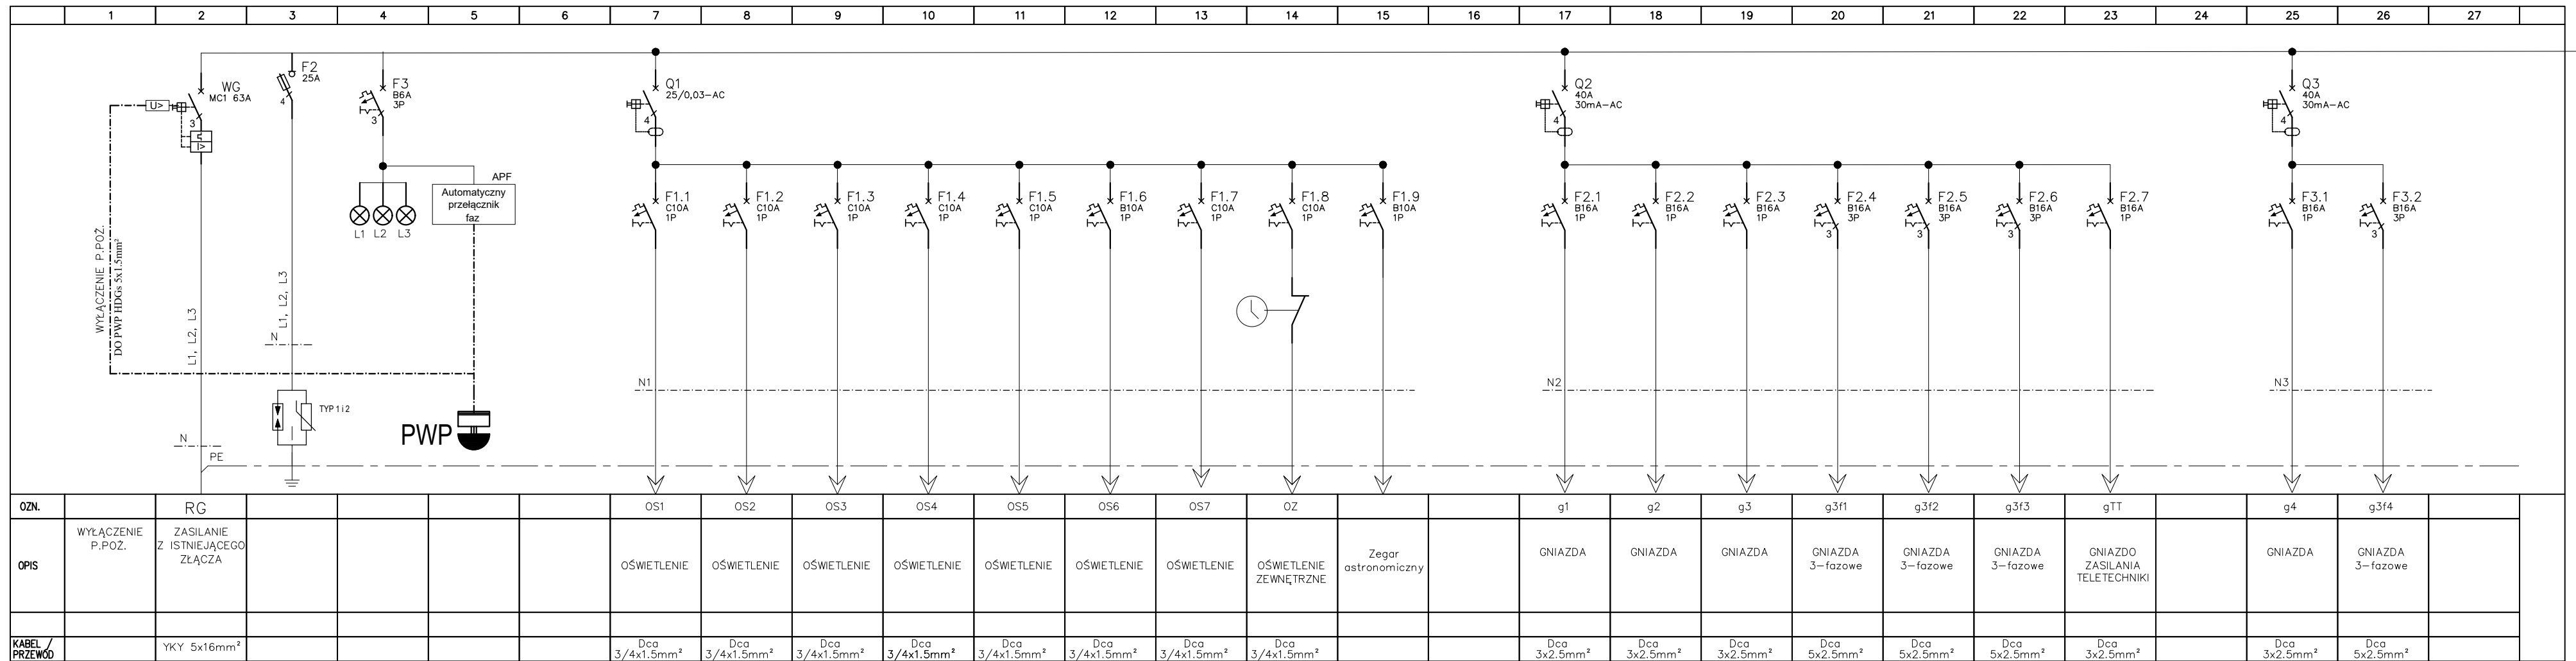 1 2 3 4 5 6 7 8 9 10 11 12 13 14 15 16 17 18 19 20 21 22 23 24 25 26 27
WG
MC1 63A
U>
3
I>
F2
25A
4
F3
B6A
3P
3
APF
Automatyczny
przełącznik
faz
L1 L2 L3
WYŁĄCZENIE P.POŻ.
DO PWP HDGs 5x1.5mm²
L1, L2, L3
N
PE
L1, L2, L3
N
TYP 1 i 2
PWP
Q1
25/0,03-AC
4
F1.1
C10A
1P
F1.2
C10A
1P
F1.3
C10A
1P
F1.4
C10A
1P
F1.5
C10A
1P
F1.6
B10A
1P
F1.7
C10A
1P
F1.8
C10A
1P
F1.9
B10A
1P
N1
Q2
40A
30mA-AC
4
F2.1
B16A
1P
F2.2
B16A
1P
F2.3
B16A
1P
F2.4
B16A
3P
3
F2.5
B16A
3P
3
F2.6
B16A
3P
3
F2.7
B16A
1P
N2
Q3
40A
30mA-AC
4
F3.1
B16A
1P
F3.2
B16A
3P
3
N3
OZN. RG OS1 OS2 OS3 OS4 OS5 OS6 OS7 OZ g1 g2 g3 g3f1 g3f2 g3f3 gTT g4 g3f4
OPIS
WYŁĄCZENIE
P.POŻ.
ZASILANIE
Z ISTNIEJĄCEGO
ZŁĄCZA
OŚWIETLENIE
OŚWIETLENIE
OŚWIETLENIE
OŚWIETLENIE
OŚWIETLENIE
OŚWIETLENIE
OŚWIETLENIE
OŚWIETLENIE
ZEWNĘTRZNE
Zegar
astronomiczny
GNIAZDA
GNIAZDA
GNIAZDA
GNIAZDA
3-fazowe
GNIAZDA
3-fazowe
GNIAZDA
3-fazowe
GNIAZDO
ZASILANIA
TELETECHNIKI
GNIAZDA
GNIAZDA
3-fazowe
KABEL/
PRZEWÓD
YKY 5x16mm²
Dca
3/4x1.5mm²
Dca
3/4x1.5mm²
Dca
3/4x1.5mm²
Dca
3/4x1.5mm²
Dca
3/4x1.5mm²
Dca
3/4x1.5mm²
Dca
3/4x1.5mm²
Dca
3/4x1.5mm²
Dca
3x2.5mm²
Dca
3x2.5mm²
Dca
3x2.5mm²
Dca
5x2.5mm²
Dca
5x2.5mm²
Dca
5x2.5mm²
Dca
3x2.5mm²
Dca
3x2.5mm²
Dca
5x2.5mm²